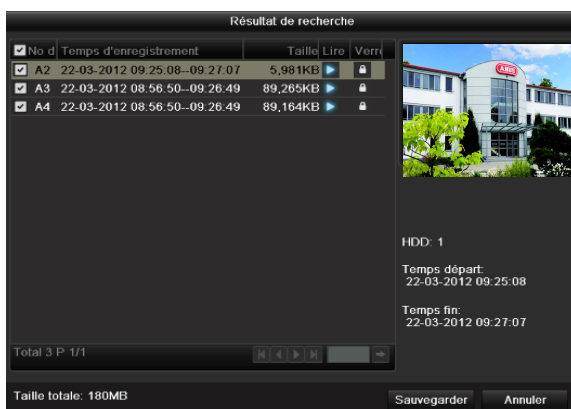 Résultat de recherche
No d Temps d'enregistrement Taille Lire Verr
A2 22-03-2012 09:25:08--09:27:07 5,981KB
A3 22-03-2012 08:56:50--09:26:49 89,265KB
A4 22-03-2012 08:56:50--09:26:49 89,164KB
ABUS
HDD: 1
Temps départ:
22-03-2012 09:25:08
Temps fin:
22-03-2012 09:27:07
Total 3 P 1/1
Taille totale: 180MB
Sauvegarder Annuler